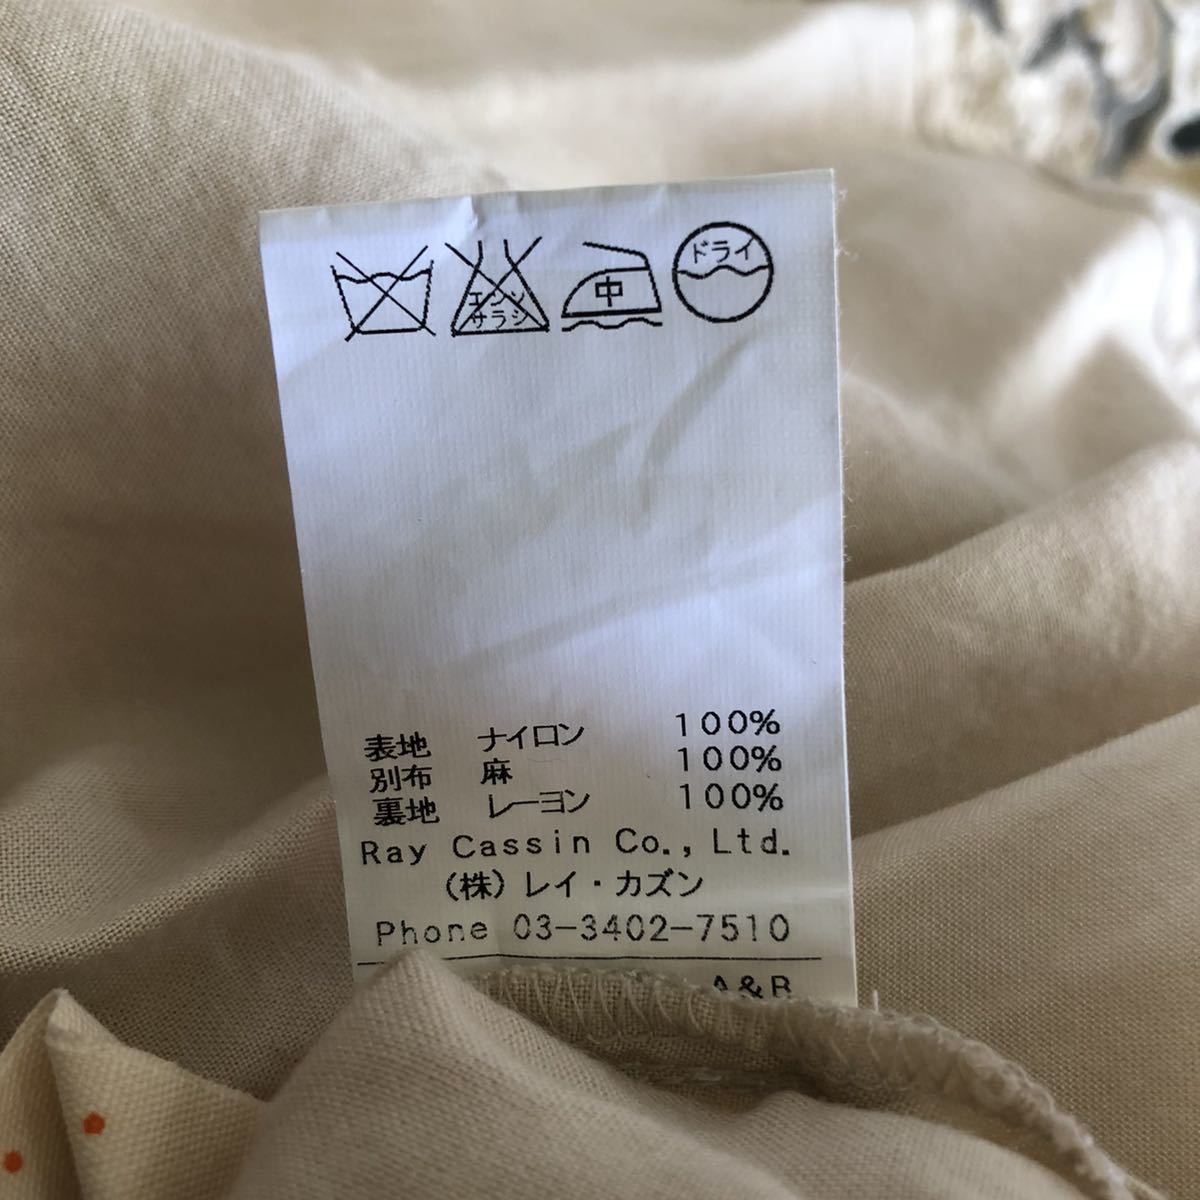 エンソ サラシ 中 ドライ
表地 ナイロン 100%
別布 麻 100%
裏地 レーヨン 100%
Ray Cassin Co., Ltd.
(株)レイ・カズン
Phone 03-3402-7510
A&B